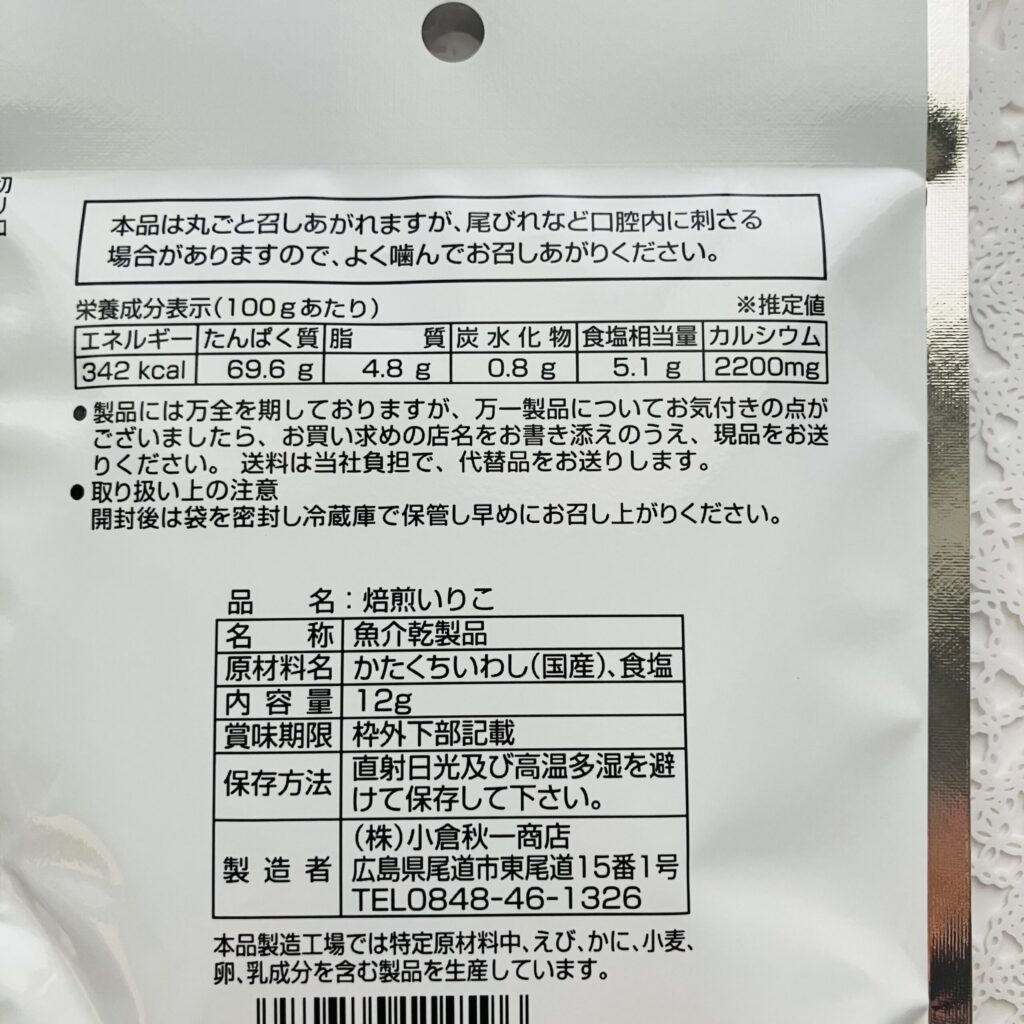 切り口
本品は丸ごと召しあがれますが、尾びれなど口腔内に刺さる
場合がありますので、よく噛んでお召しあがりください。
栄養成分表示(100gあたり) ※推定値
エネルギー たんぱく質 脂質 炭水化物 食塩相当量 カルシウム
342 kcal 69.6 g 4.8 g 0.8 g 5.1 g 2200mg
●製品には万全を期しておりますが、万一製品についてお気付きの点が
ございましたら、お買い求めの店名をお書き添えのうえ、現品をお送
りください。 送料は当社負担で、代替品をお送りします。
●取り扱い上の注意
開封後は袋を密封し冷蔵庫で保管し早めにお召し上がりください。
品名:焙煎いりこ
名称 魚介乾製品
原材料名 かたくちいわし(国産)、食塩
内容量 12g
賞味期限 枠外下部記載
保存方法 直射日光及び高温多湿を避
けて保存して下さい。
製造者 (株)小倉秋一商店
広島県尾道市東尾道15番1号
TEL0848-46-1326
本品製造工場では特定原材料中、えび、かに、小麦、
卵、乳成分を含む製品を生産しています。